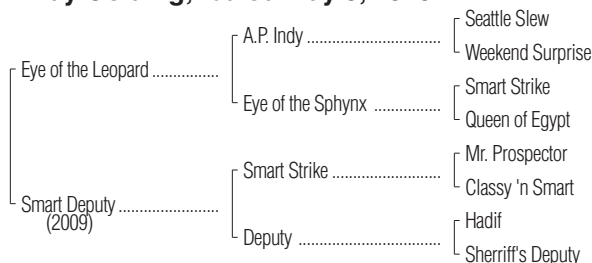 Eye of the Leopard ................
A.P. Indy ..........................
Seattle Slew
Weekend Surprise
Eye of the Sphynx .................
Smart Strike
Queen of Egypt
Smart Deputy ........................
(2009)
Smart Strike ...........................
Mr. Prospector
Classy 'n Smart
Deputy ...................................
Hadif
Sherriff's Deputy